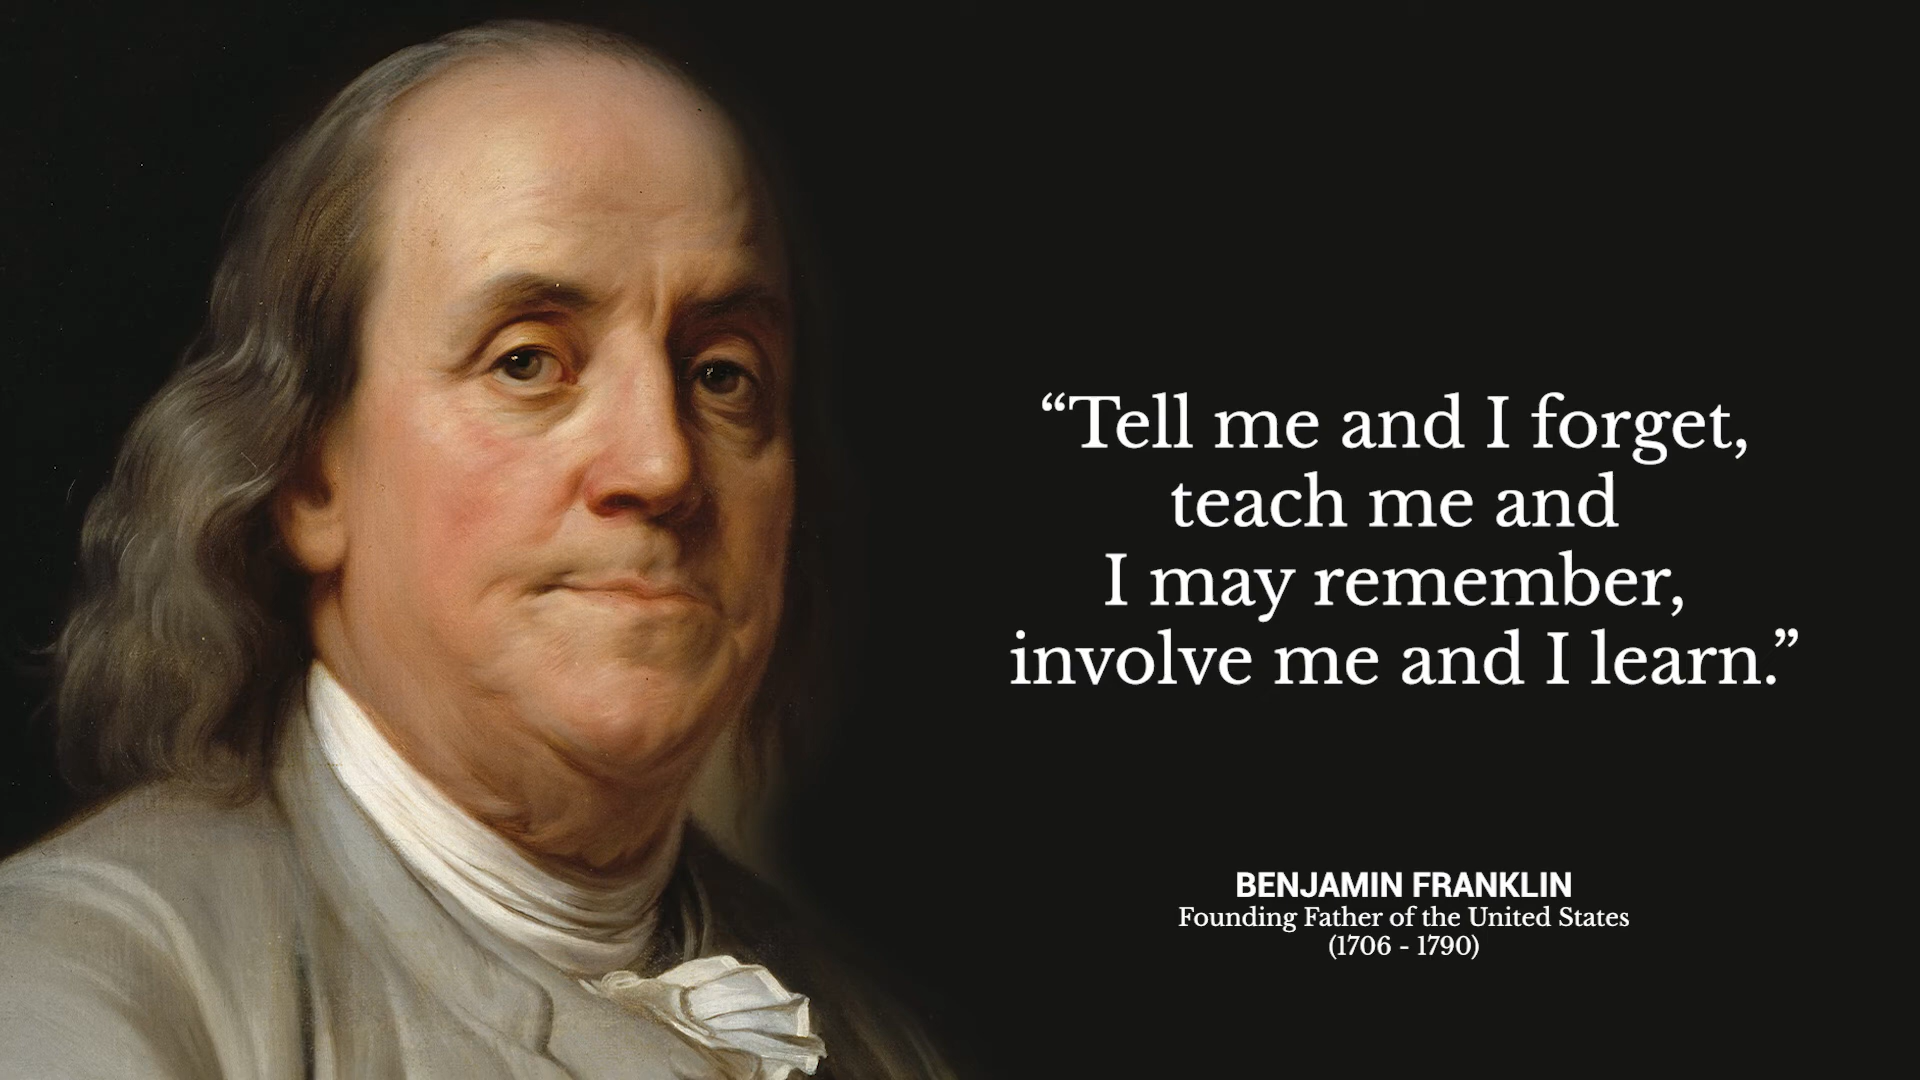 “Tell me and I forget,
teach me and
I may remember,
involve me and I learn.”
BENJAMIN FRANKLIN
Founding Father of the United States
(1706 - 1790)